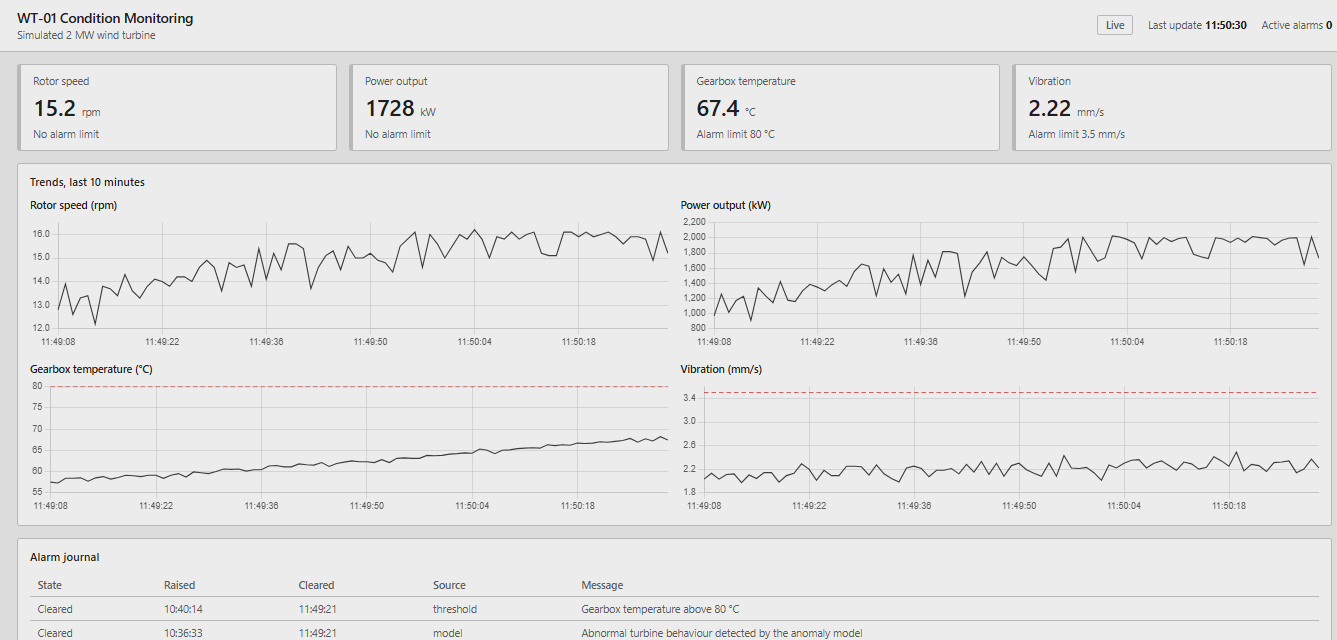 WT-01 Condition Monitoring
Simulated 2 MW wind turbine
Live Last update 11:50:30 Active alarms 0
Rotor speed
15.2 rpm
No alarm limit
Power output
1728 kW
No alarm limit
Gearbox temperature
67.4 °C
Alarm limit 80 °C
Vibration
2.22 mm/s
Alarm limit 3.5 mm/s
Trends, last 10 minutes
Rotor speed (rpm)
16.0
15.0
14.0
13.0
12.0
11:49:08 11:49:22 11:49:36 11:49:50 11:50:04 11:50:18
Power output (kW)
2,200
2,000
1,800
1,600
1,400
1,200
1,000
800
11:49:08 11:49:22 11:49:36 11:49:50 11:50:04 11:50:18
Gearbox temperature (°C)
80
75
70
65
60
55
11:49:08 11:49:22 11:49:36 11:49:50 11:50:04 11:50:18
Vibration (mm/s)
3.4
3.0
2.6
2.2
1.8
11:49:08 11:49:22 11:49:36 11:49:50 11:50:04 11:50:18
Alarm journal
State Raised Cleared Source Message
Cleared 10:40:14 11:49:21 threshold Gearbox temperature above 80 °C
Cleared 10:36:33 11:49:21 model Abnormal turbine behaviour detected by the anomaly model